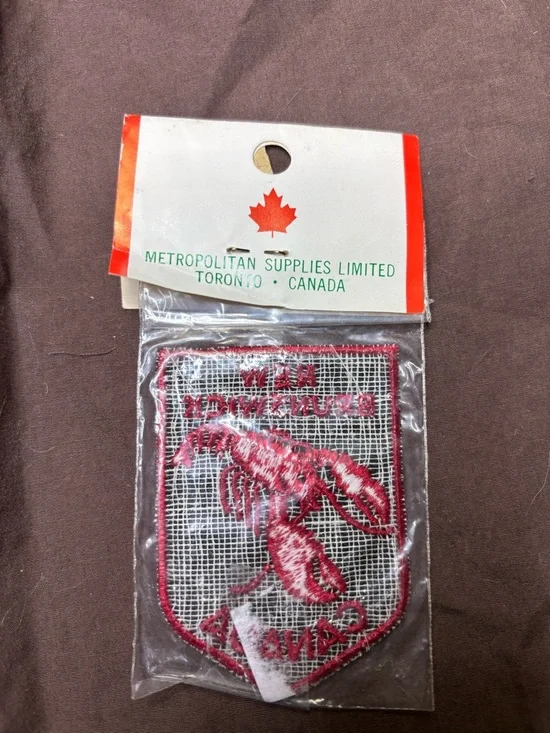 METROPOLITAN SUPPLIES LIMITED
TORONTO • CANADA
NEW
BRUNSWICK
CANADA